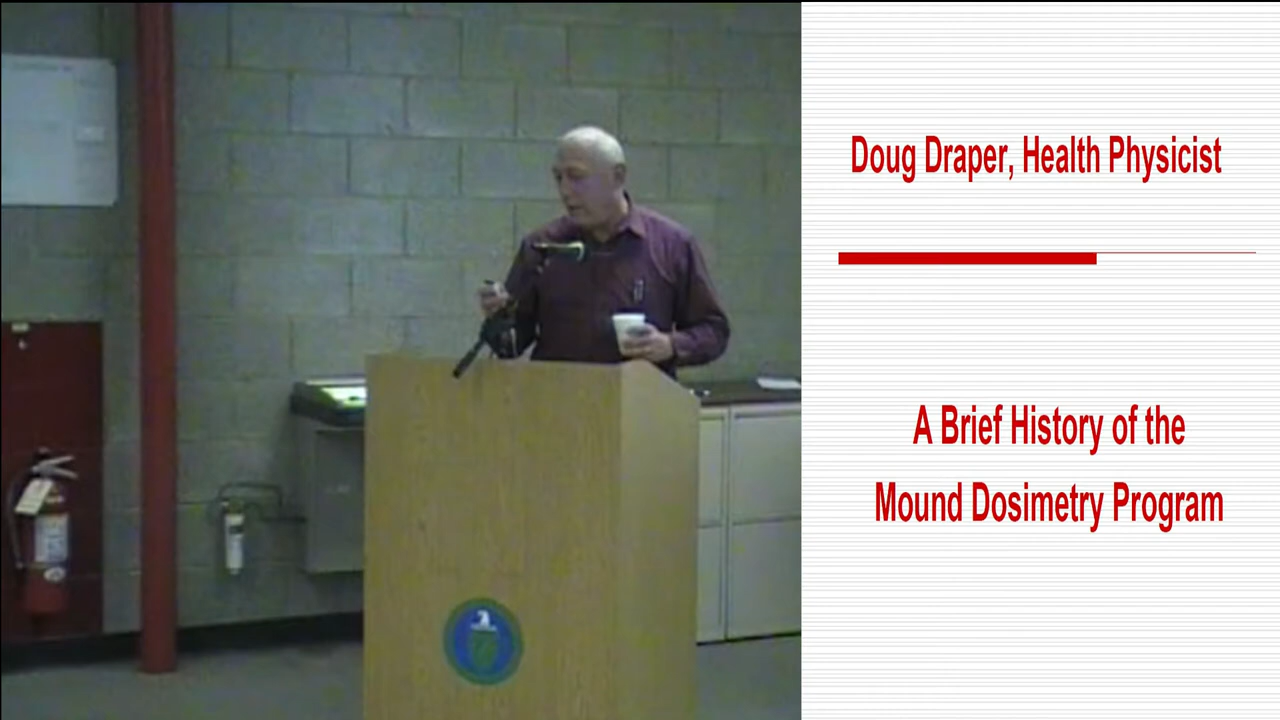 Doug Draper, Health Physicist
A Brief History of the
Mound Dosimetry Program